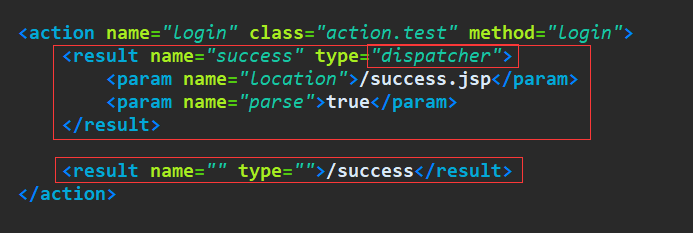 <action name="login" class="action.test" method="login">
<result name="success" type="dispatcher">
<param name="location">/success.jsp</param>
<param name="parse">true</param>
</result>
<result name="" type="">/success</result>
</action>